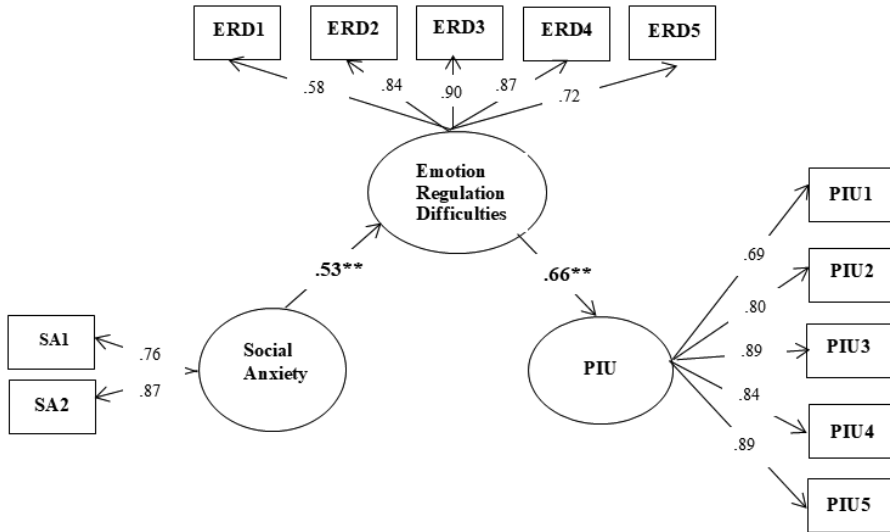 ERD1
ERD2
ERD3
ERD4
ERD5
.58
.84
.90
.87
.72
Emotion
Regulation
Difficulties
PIU1
.69
.53**
.66**
PIU2
.80
SA1
.76
Social
Anxiety
PIU
.89
PIU3
SA2
.87
.84
PIU4
.89
PIU5